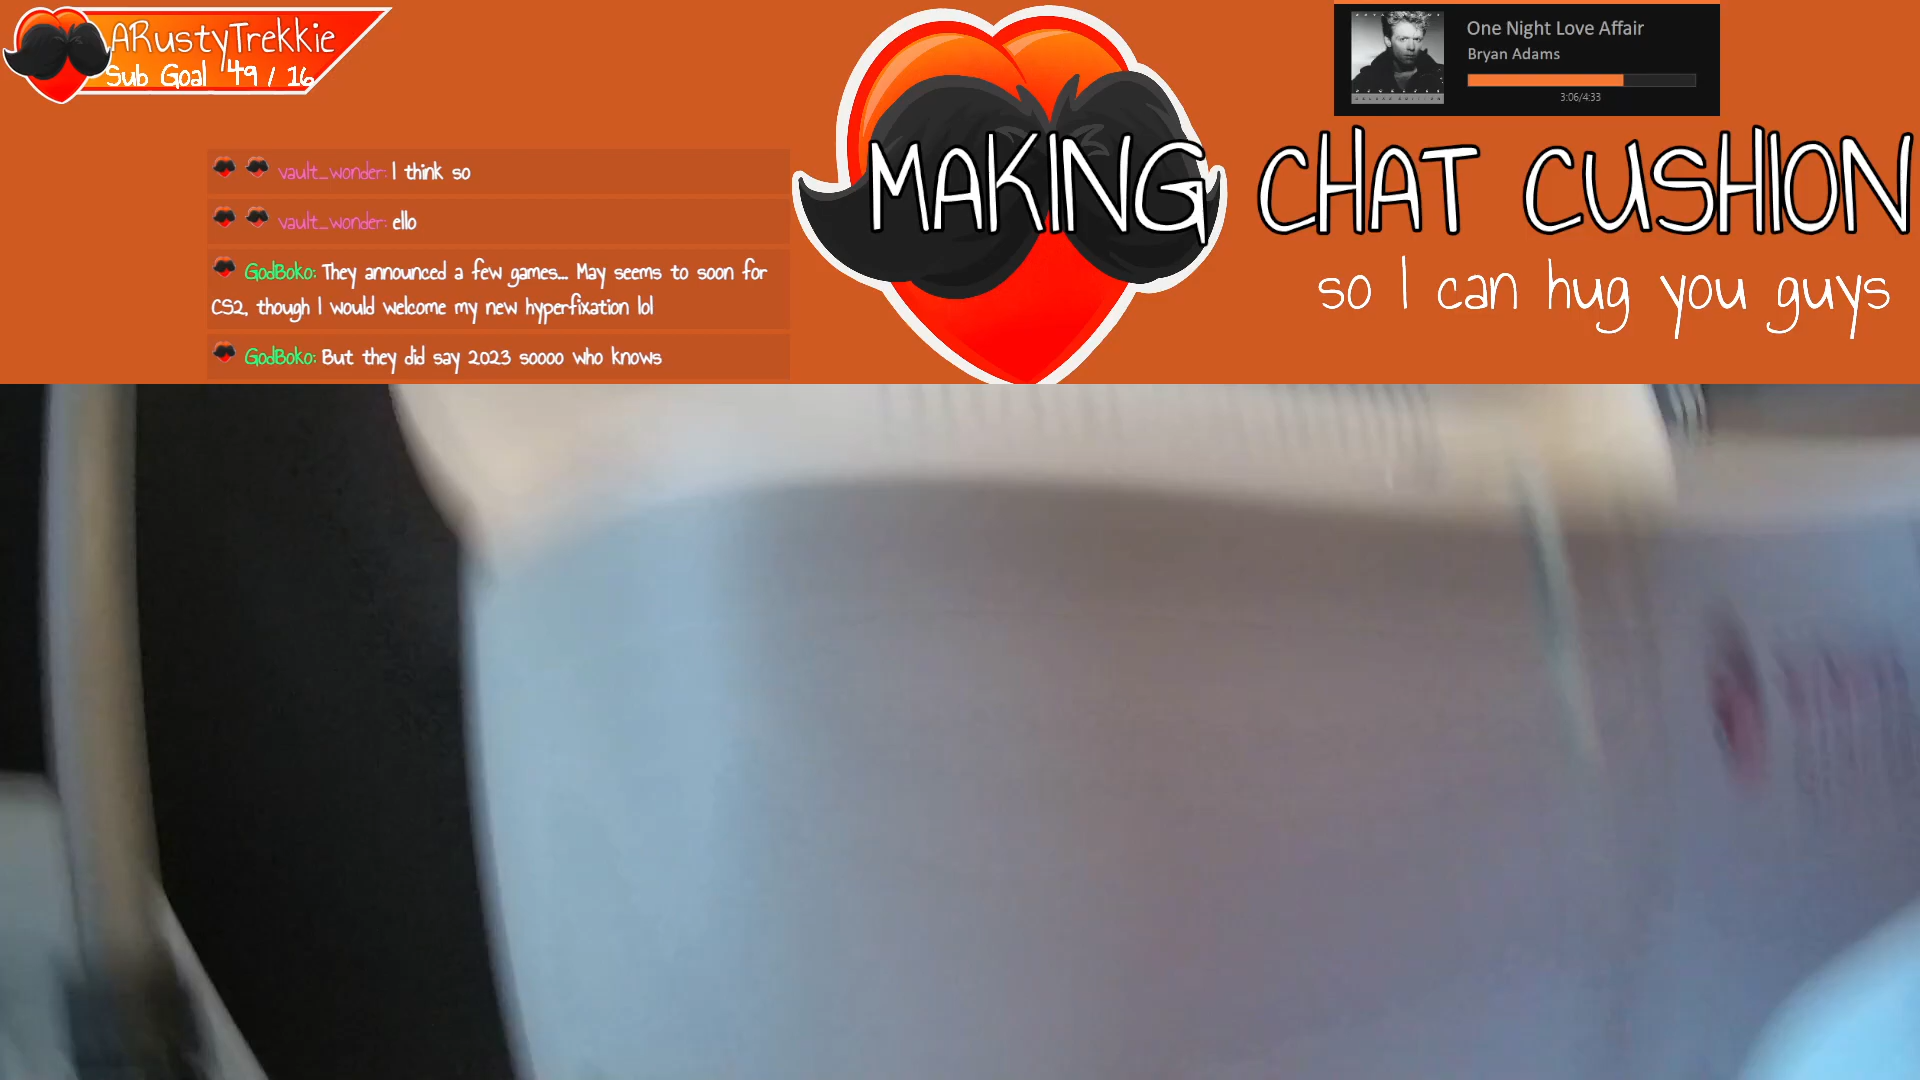 ARustyTrekkie
Sub Goal 49 / 16
One Night Love Affair
Bryan Adams
3:06/4:33
MAKING CHAT CUSHION
so I can hug you guys
vault_wonder: I think so
vault_wonder: ello
GodBoko: They announced a few games... May seems to soon for
CS2, though I would welcome my new hyperfixation lol
GodBoko: But they did say 2023 soooo who knows